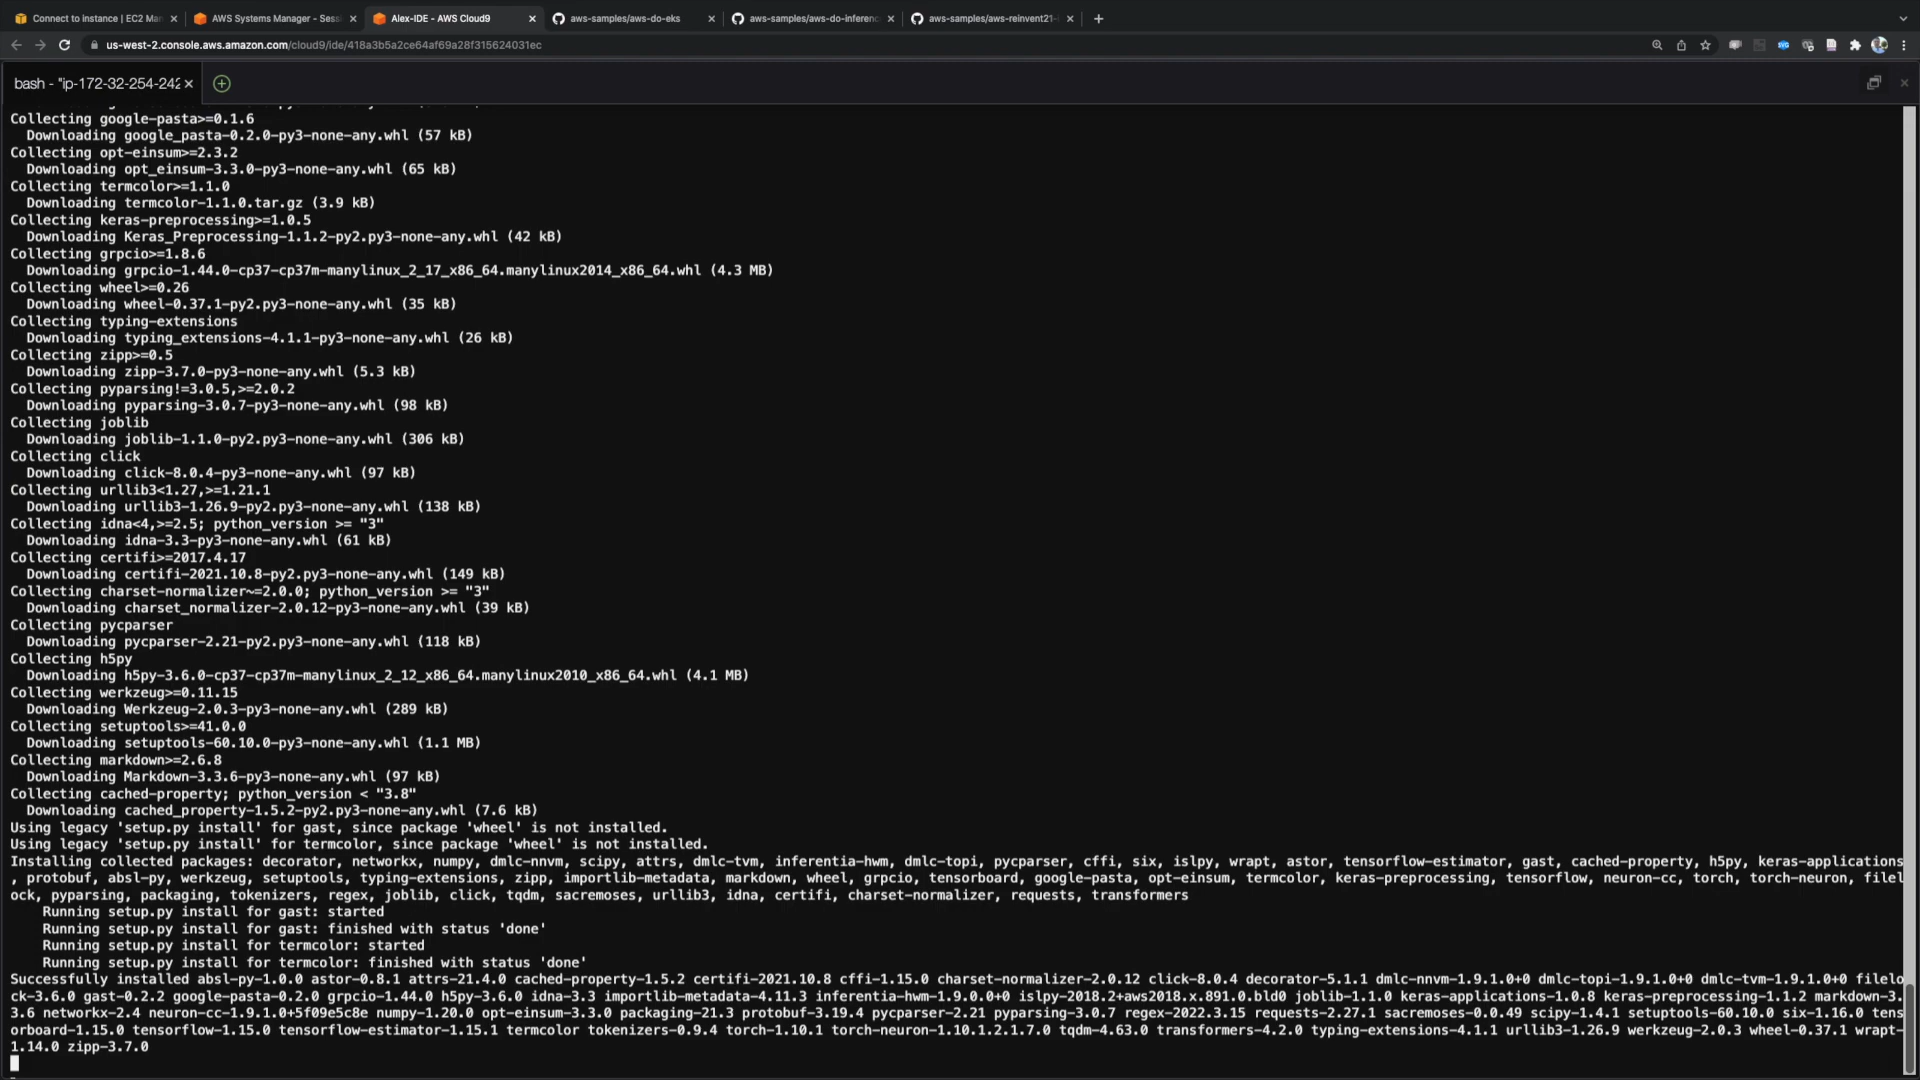 Connect to instance | EC2 Man
AWS Systems Manager - Sess
Alex-IDE - AWS Cloud9
aws-samples/aws-do-eks
aws-samples/aws-do-inferenc
aws-samples/aws-reinvent21-
us-west-2.console.aws.amazon.com/cloud9/ide/418a3b5a2ce64af69a28f315624031ec
bash - "ip-172-32-254-242
Collecting google-pasta>=0.1.6
Downloading google_pasta-0.2.0-py3-none-any.whl (57 kB)
Collecting opt-einsum>=2.3.2
Downloading opt_einsum-3.3.0-py3-none-any.whl (65 kB)
Collecting termcolor>=1.1.0
Downloading termcolor-1.1.0.tar.gz (3.9 kB)
Collecting keras-preprocessing>=1.0.5
Downloading Keras_Preprocessing-1.1.2-py2.py3-none-any.whl (42 kB)
Collecting grpcio>=1.8.6
Downloading grpcio-1.44.0-cp37-cp37m-manylinux_2_17_x86_64.manylinux2014_x86_64.whl (4.3 MB)
Collecting wheel>=0.26
Downloading wheel-0.37.1-py2.py3-none-any.whl (35 kB)
Collecting typing-extensions
Downloading typing_extensions-4.1.1-py3-none-any.whl (26 kB)
Collecting zipp>=0.5
Downloading zipp-3.7.0-py3-none-any.whl (5.3 kB)
Collecting pyparsing!=3.0.5,>=2.0.2
Downloading pyparsing-3.0.7-py3-none-any.whl (98 kB)
Collecting joblib
Downloading joblib-1.1.0-py2.py3-none-any.whl (306 kB)
Collecting click
Downloading click-8.0.4-py3-none-any.whl (97 kB)
Collecting urllib3<1.27,>=1.21.1
Downloading urllib3-1.26.9-py2.py3-none-any.whl (138 kB)
Collecting idna<4,>=2.5; python_version >= "3"
Downloading idna-3.3-py3-none-any.whl (61 kB)
Collecting certifi>=2017.4.17
Downloading certifi-2021.10.8-py2.py3-none-any.whl (149 kB)
Collecting charset-normalizer~=2.0.0; python_version >= "3"
Downloading charset_normalizer-2.0.12-py3-none-any.whl (39 kB)
Collecting pycparser
Downloading pycparser-2.21-py2.py3-none-any.whl (118 kB)
Collecting h5py
Downloading h5py-3.6.0-cp37-cp37m-manylinux_2_12_x86_64.manylinux2010_x86_64.whl (4.1 MB)
Collecting werkzeug>=0.11.15
Downloading Werkzeug-2.0.3-py3-none-any.whl (289 kB)
Collecting setuptools>=41.0.0
Downloading setuptools-60.10.0-py3-none-any.whl (1.1 MB)
Collecting markdown>=2.6.8
Downloading Markdown-3.3.6-py3-none-any.whl (97 kB)
Collecting cached-property; python_version < "3.8"
Downloading cached_property-1.5.2-py2.py3-none-any.whl (7.6 kB)
Using legacy 'setup.py install' for gast, since package 'wheel' is not installed.
Using legacy 'setup.py install' for termcolor, since package 'wheel' is not installed.
Installing collected packages: decorator, networkx, numpy, dmlc-nnvm, scipy, attrs, dmlc-tvm, inferentia-hwm, dmlc-topi, pycparser, cffi, six, islpy, wrapt, astor, tensorflow-estimator, gast, cached-property, h5py, keras-applications
, protobuf, absl-py, werkzeug, setuptools, typing-extensions, zipp, importlib-metadata, markdown, wheel, grpcio, tensorboard, google-pasta, opt-einsum, termcolor, keras-preprocessing, tensorflow, neuron-cc, torch, torch-neuron, filel
ock, pyparsing, packaging, tokenizers, regex, joblib, click, tqdm, sacremoses, urllib3, idna, certifi, charset-normalizer, requests, transformers
Running setup.py install for gast: started
Running setup.py install for gast: finished with status 'done'
Running setup.py install for termcolor: started
Running setup.py install for termcolor: finished with status 'done'
Successfully installed absl-py-1.0.0 astor-0.8.1 attrs-21.4.0 cached-property-1.5.2 certifi-2021.10.8 cffi-1.15.0 charset-normalizer-2.0.12 click-8.0.4 decorator-5.1.1 dmlc-nnvm-1.9.1.0+0 dmlc-topi-1.9.1.0+0 dmlc-tvm-1.9.1.0+0 filelo
ck-3.6.0 gast-0.2.2 google-pasta-0.2.0 grpcio-1.44.0 h5py-3.6.0 idna-3.3 importlib-metadata-4.11.3 inferentia-hwm-1.9.0.0+0 islpy-2018.2+aws2018.x.891.0.bld0 joblib-1.1.0 keras-applications-1.0.8 keras-preprocessing-1.1.2 markdown-3.
3.6 networkx-2.4 neuron-cc-1.9.1.0+5f09e5c8e numpy-1.20.0 opt-einsum-3.3.0 packaging-21.3 protobuf-3.19.4 pycparser-2.21 pyparsing-3.0.7 regex-2022.3.15 requests-2.27.1 sacremoses-0.0.49 scipy-1.4.1 setuptools-60.10.0 six-1.16.0 tens
orboard-1.15.0 tensorflow-1.15.0 tensorflow-estimator-1.15.1 termcolor tokenizers-0.9.4 torch-1.10.1 torch-neuron-1.10.1.2.1.7.0 tqdm-4.63.0 transformers-4.2.0 typing-extensions-4.1.1 urllib3-1.26.9 werkzeug-2.0.3 wheel-0.37.1 wrapt-
1.14.0 zipp-3.7.0